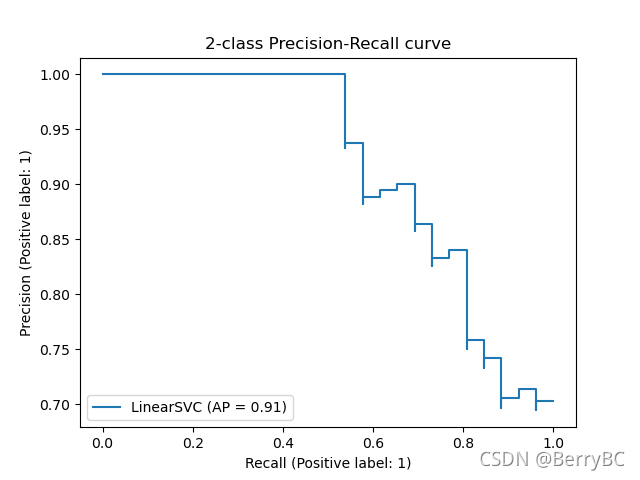 2-class Precision-Recall curve
1.00
0.95
0.90
0.85
0.80
0.75
0.70
Precision (Positive label: 1)
LinearSVC (AP = 0.91)
0.0 0.2 0.4 0.6 0.8 1.0
Recall (Positive label: 1)
CSDN @BerryBC